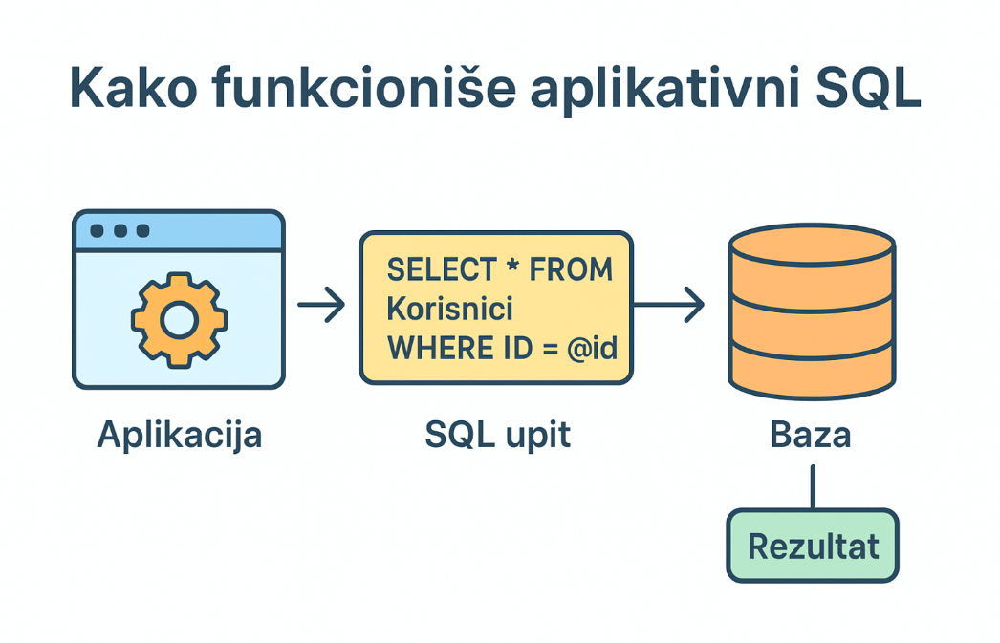 Kako funkcioniše aplikativni SQL
SELECT * FROM
Korisnici
WHERE ID = @id
Aplikacija
SQL upit
Baza
Rezultat